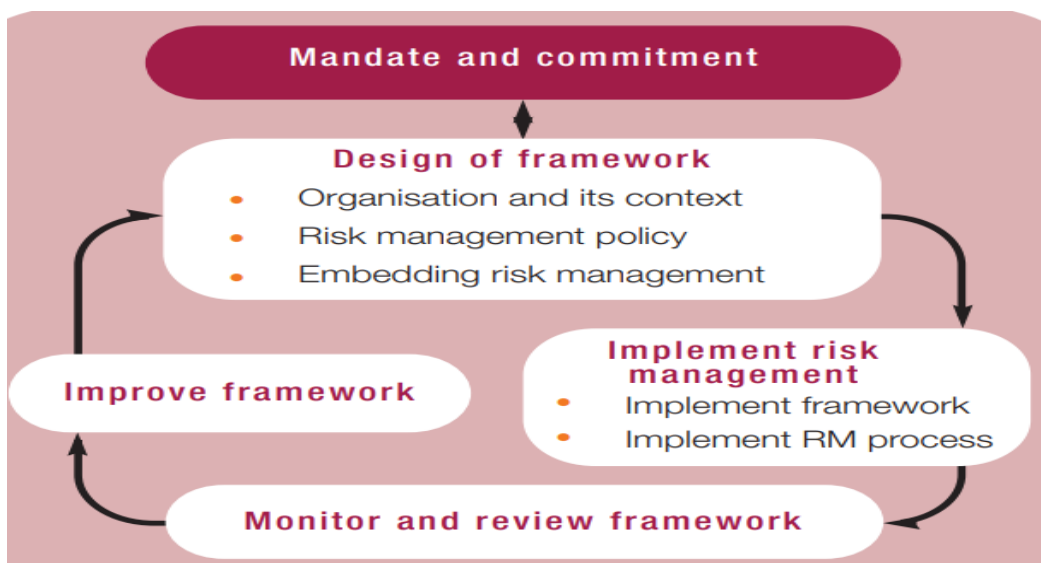 Mandate and commitment
Design of framework
• Organisation and its context
• Risk management policy
• Embedding risk management
Implement risk
management
• Implement framework
• Implement RM process
Improve framework
Monitor and review framework